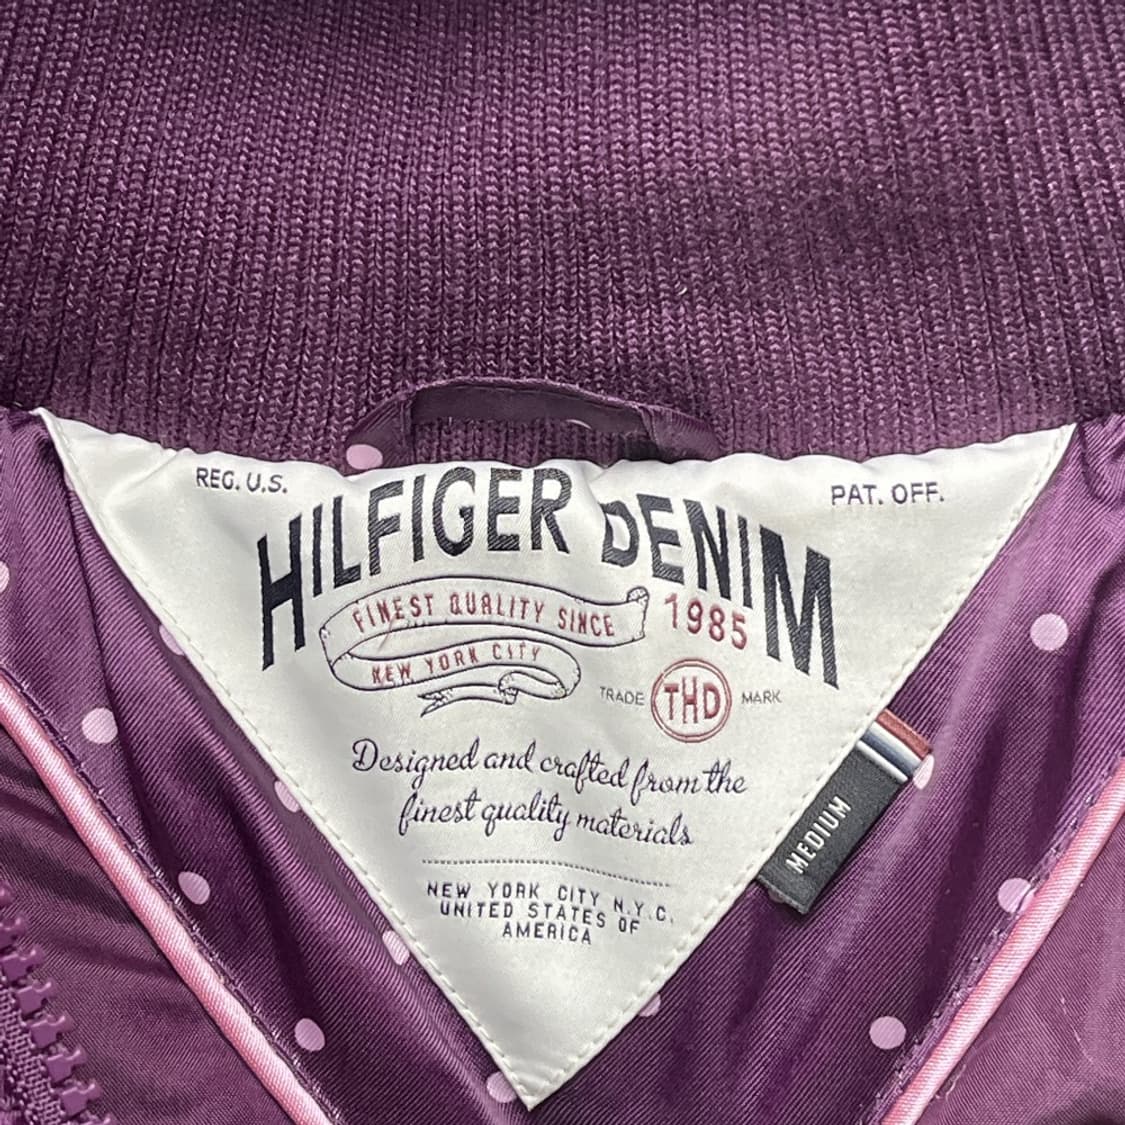 REG. U.S.
PAT. OFF.
HILFIGER DENIM
FINEST QUALITY SINCE 1985
NEW YORK CITY
TRADE THD MARK
Designed and crafted from the
finest quality materials
MEDIUM
NEW YORK CITY N.Y.C.
UNITED STATES OF
AMERICA